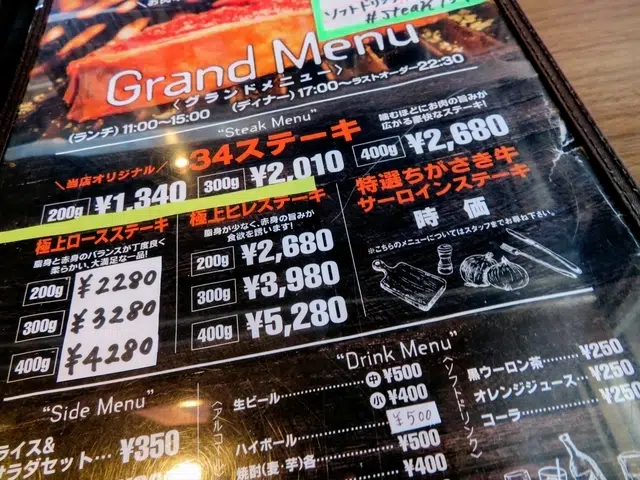 #steak134
Grand Menu
〈グランドメニュー〉
(ランチ) 11:00〜15:00 (ディナー) 17:00〜ラストオーダー22:30
"Steak Menu"
＼当店オリジナル／
134ステーキ
噛むほどにお肉の旨みが
広がる豪快なステーキ!
200g ¥1,340
300g ¥2,010
400g ¥2,680
極上ロースステーキ
脂身と赤身のバランスが丁度良く
柔らかい、大満足な一品!
200g ¥2280
300g ¥3280
400g ¥4280
極上ヒレステーキ
脂身が少なく、赤身の旨みが
食欲を誘います!
200g ¥2,680
300g ¥3,980
400g ¥5,280
特選ちがさき牛
サーロインステーキ
時 価
※こちらのメニューについてはスタッフまでお尋ね下さい。
"Side Menu"
ライス&
サラダセット… ¥350
"Drink Menu"
〈アルコール〉
生ビール 中 ¥500
小 ¥400
¥500
ハイボール ¥500
焼酎(麦・芋)各 ¥400
〈ソフトドリンク〉
黒ウーロン茶……… ¥250
オレンジジュース… ¥250
コーラ……… ¥250